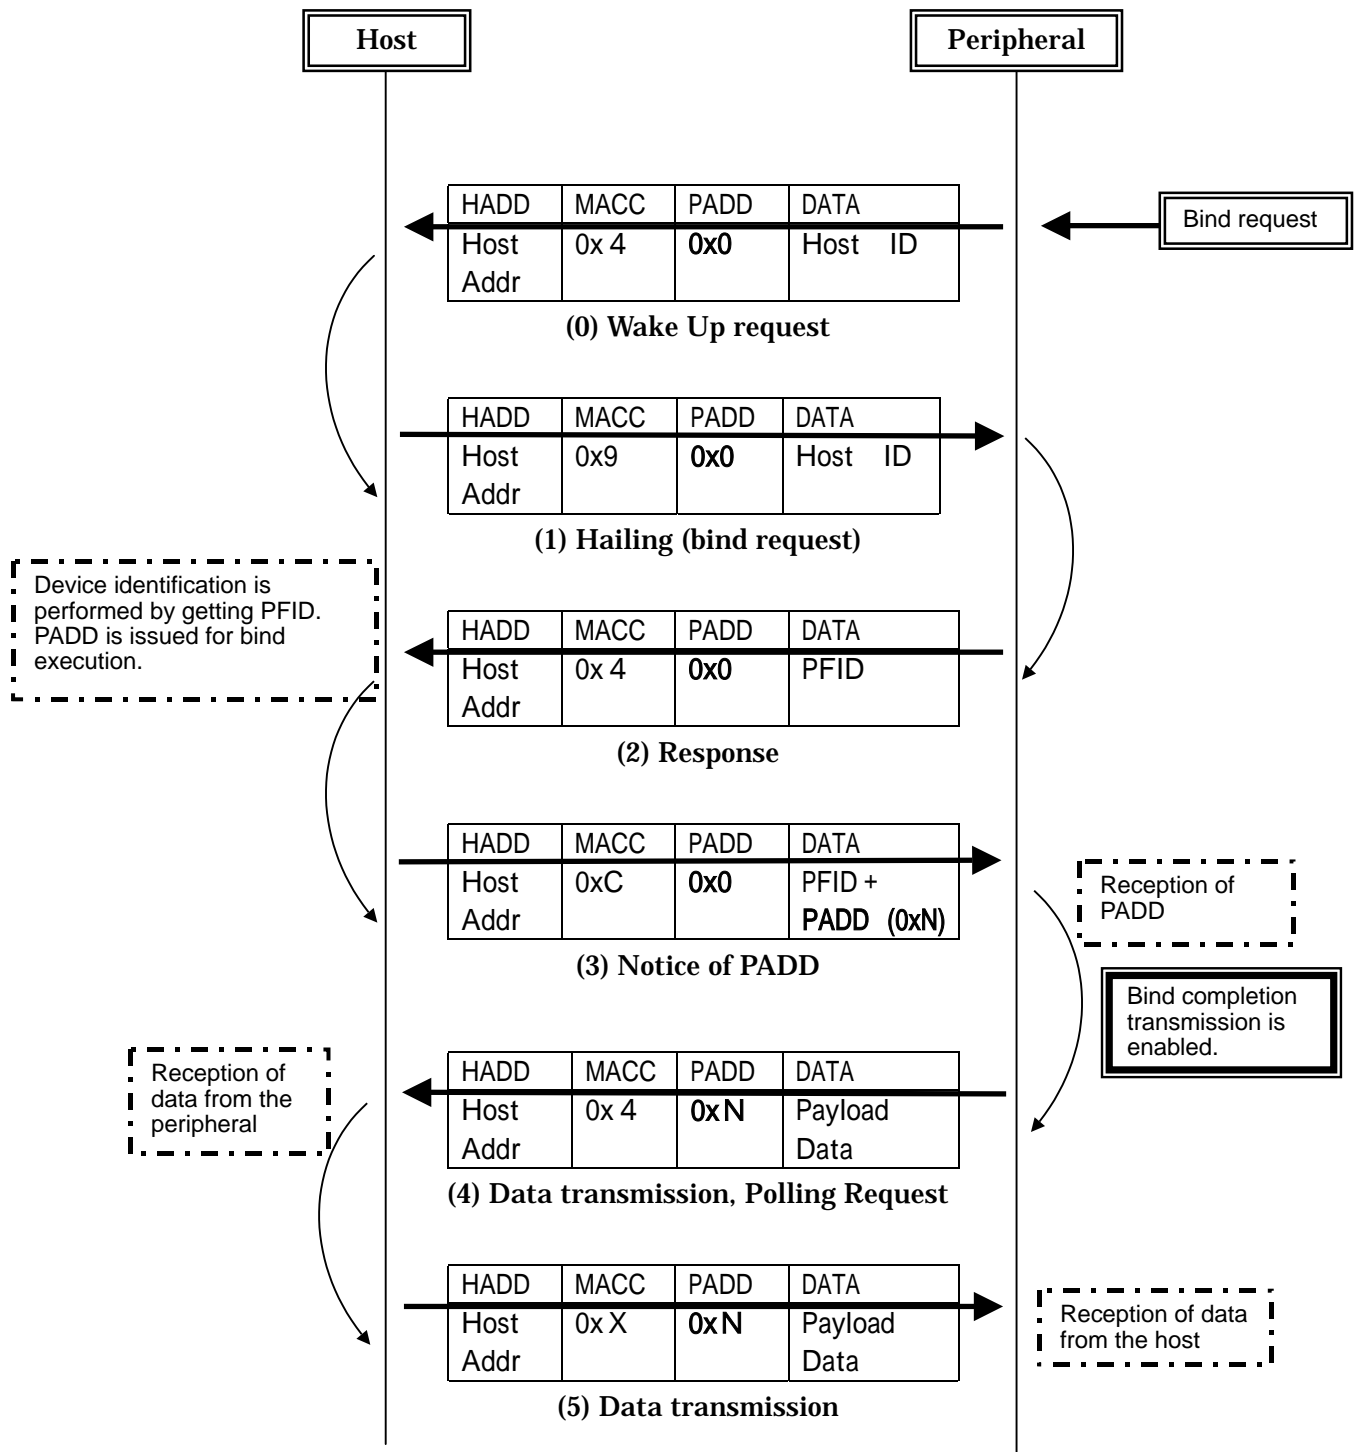 Host
Peripheral
HADD MACC PADD DATA
Host 0x 4 0x0 Host ID
Addr
(0) Wake Up request
Bind request
HADD MACC PADD DATA
Host 0x9 0x0 Host ID
Addr
(1) Hailing (bind request)
Device identification is
performed by getting PFID.
PADD is issued for bind
execution.
HADD MACC PADD DATA
Host 0x 4 0x0 PFID
Addr
(2) Response
HADD MACC PADD DATA
Host 0xC 0x0 PFID +
Addr PADD (0xN)
(3) Notice of PADD
Reception of
PADD
Bind completion
transmission is
enabled.
Reception of
data from the
peripheral
HADD MACC PADD DATA
Host 0x 4 0x N Payload
Addr Data
(4) Data transmission, Polling Request
HADD MACC PADD DATA
Host 0x X 0x N Payload
Addr Data
(5) Data transmission
Reception of data
from the host